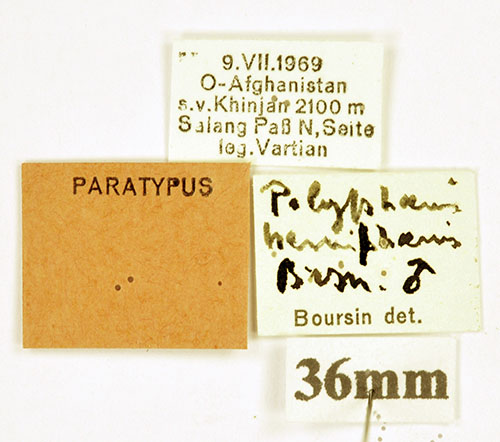 9.VII.1969
O-Afghanistan
s.v.Khinjan 2100 m
Salang Paß N, Seite
leg. Vartian
PARATYPUS
Polyphaenis
hemiphaenis
Brsn. ♂
Boursin det.
36mm